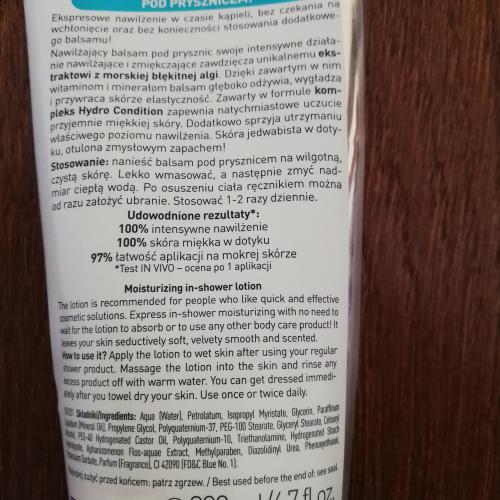 POD PRYSZNICEM
Ekspresowe nawilżenie w czasie kąpieli, bez czekania na
wchłonięcie oraz bez konieczności stosowania dodatkowe-
go balsamu!
Nawilżający balsam pod prysznic swoje intensywne działa-
nie nawilżające i zmiękczające zawdzięcza unikalnemu eks-
traktowi z morskiej błękitnej algi. Dzięki zawartym w nim
witaminom i minerałom balsam głęboko odżywia, wygładza
i przywraca skórze elastyczność. Zawarty w formule kom-
pleks Hydro Condition zapewnia natychmiastowe uczucie
przyjemnie miękkiej skóry. Dodatkowo sprzyja utrzymaniu
właściwego poziomu nawilżenia. Skóra jedwabista w doty-
ku, otulona zmysłowym zapachem!
Stosowanie: nanieść balsam pod prysznicem na wilgotną,
czystą skórę. Lekko wmasować, a następnie zmyć nad-
miar ciepłą wodą. Po osuszeniu ciała ręcznikiem można
od razu założyć ubranie. Stosować 1-2 razy dziennie.
Udowodnione rezultaty*:
100% intensywne nawilżenie
100% skóra miękka w dotyku
97% łatwość aplikacji na mokrej skórze
*Test IN VIVO – ocena po 1 aplikacji
Moisturizing in-shower lotion
The lotion is recommended for people who like quick and effective
cosmetic solutions. Express in-shower moisturizing with no need to
wait for the lotion to absorb or to use any other body care product! It
leaves your skin seductively soft, velvety smooth and scented.
How to use it? Apply the lotion to wet skin after using your regular
shower product. Massage the lotion into the skin and rinse any
excess product off with warm water. You can get dressed immedi-
ately after you towel dry your skin. Use once or twice daily.
Składniki/Ingredients: Aqua (Water), Petrolatum, Isopropyl Myristate, Glycerin, Paraffinum
Liquidum (Mineral Oil), Propylene Glycol, Polyquaternium-37, PEG-100 Stearate, Glyceryl Stearate, Cetearyl
Alcohol, PEG-40 Hydrogenated Castor Oil, Polyquaternium-10, Triethanolamine, Hydrogenated Starch
Hydrolysate, Aphanizomenon Flos-aquae Extract, Methylparaben, Diazolidinyl Urea, Phenoxyethanol,
Potassium Sorbate, Parfum (Fragrance), CI 42090 (FD&C Blue No. 1).
Najlepiej zużyć przed końcem: patrz zgrzew. / Best used before the end of: see seal.
4.7 fl.oz.